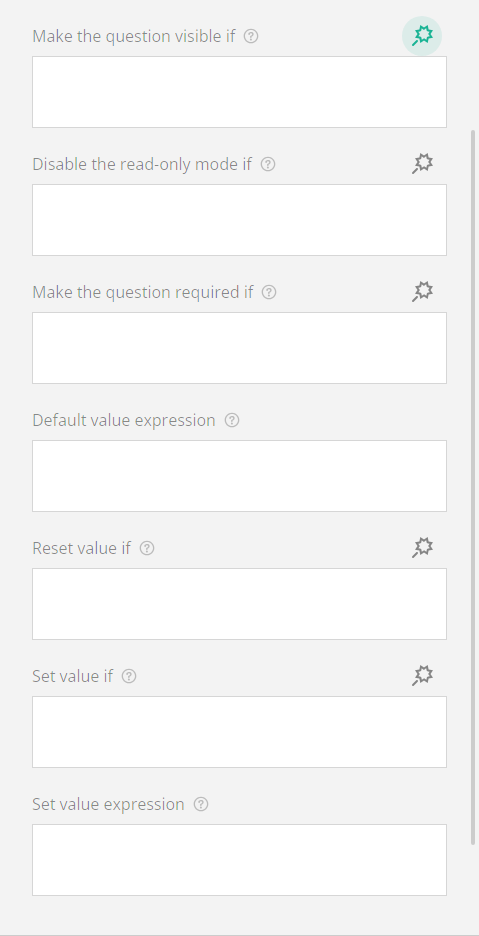 Make the question visible if
Disable the read-only mode if
Make the question required if
Default value expression
Reset value if
Set value if
Set value expression